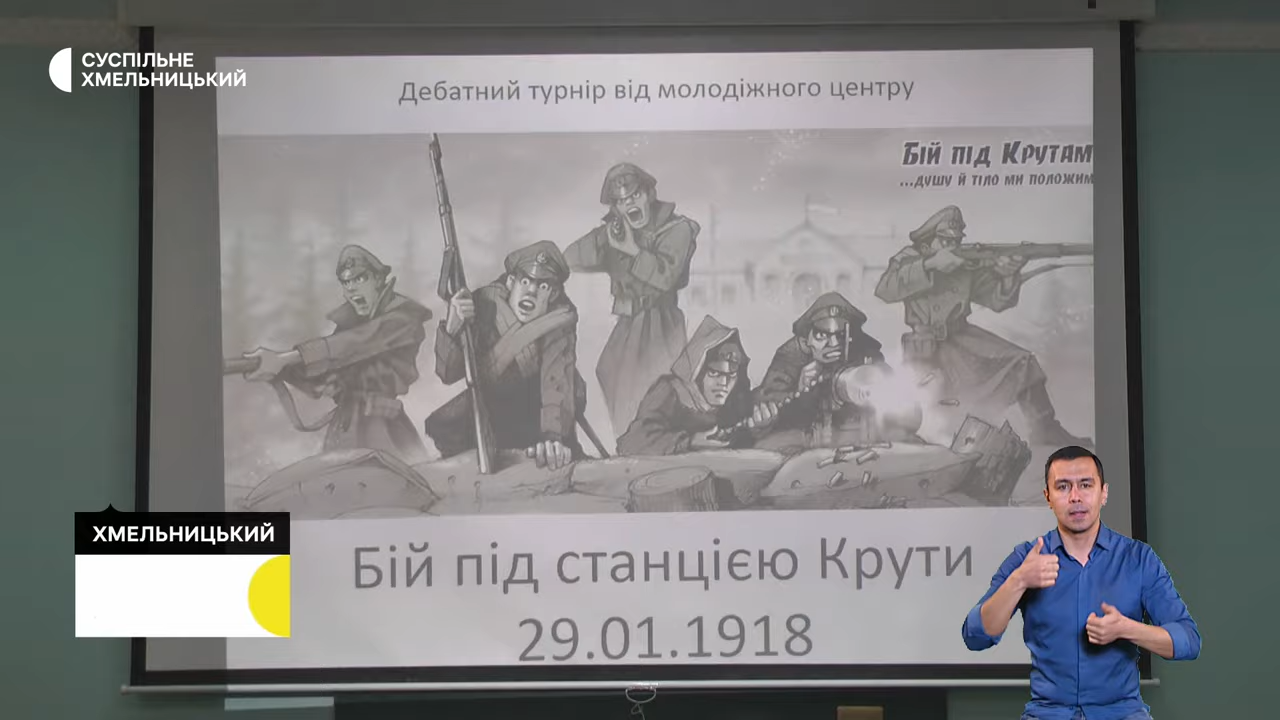 СУСПІЛЬНЕ
ХМЕЛЬНИЦЬКИЙ
Дебатний турнір від молодіжного центру
Бій під Крутам
...душу й тіло ми положим
ХМЕЛЬНИЦЬКИЙ
Бій під станцією Крути
29.01.1918